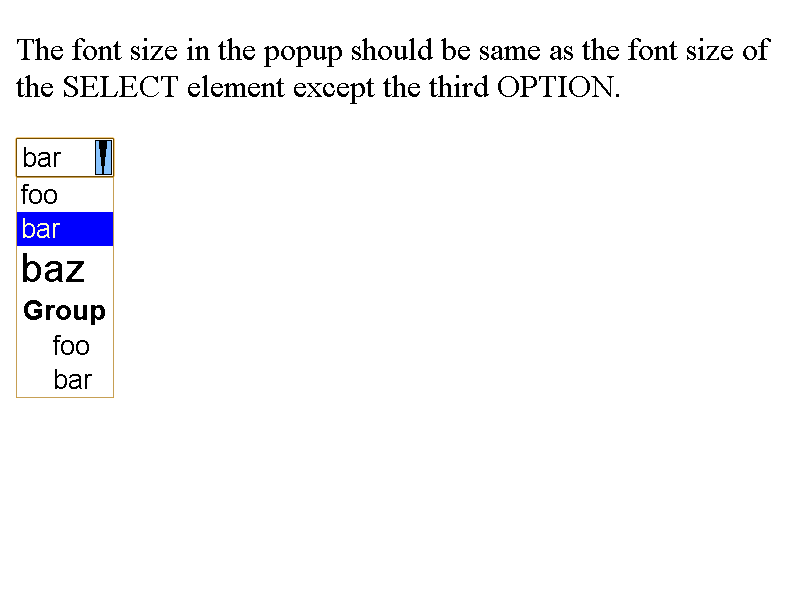 The font size in the popup should be same as the font size of
the SELECT element except the third OPTION.
bar
foo
bar
baz
Group
foo
bar